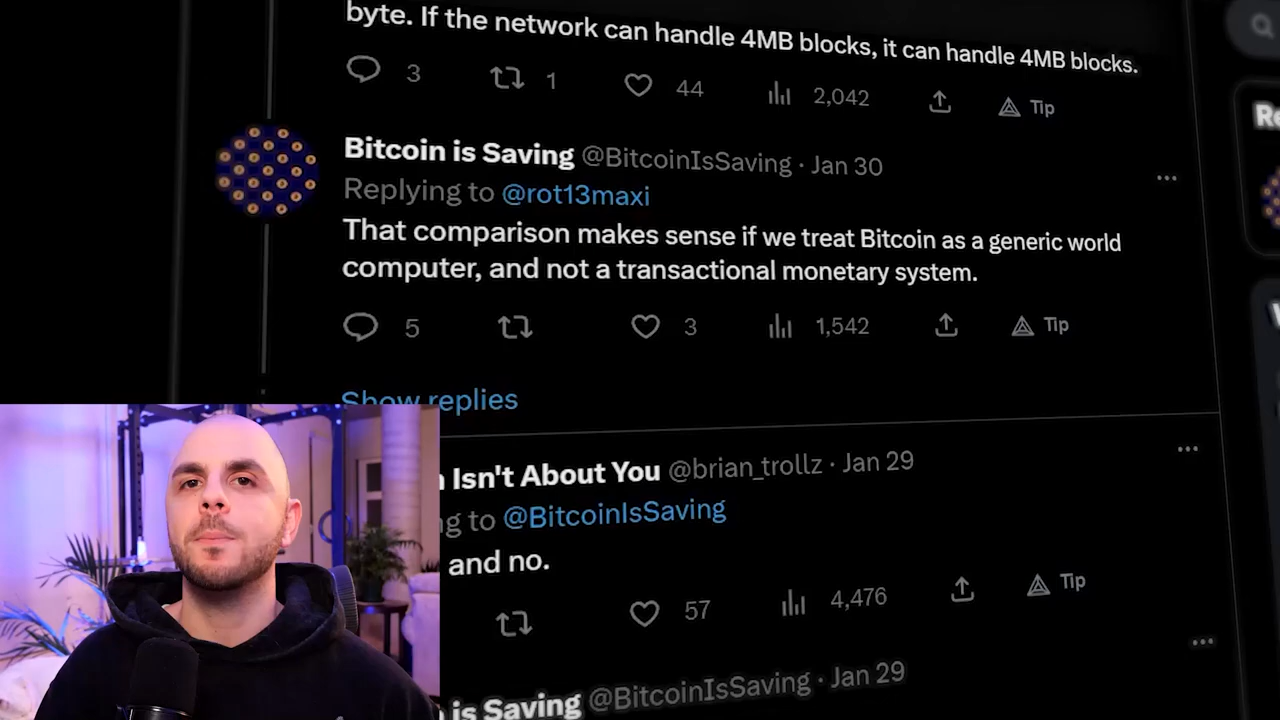 byte. If the network can handle 4MB blocks, it can handle 4MB blocks.
3 1 44 2,042 Tip
Bitcoin is Saving @BitcoinIsSaving · Jan 30
Replying to @rot13maxi
That comparison makes sense if we treat Bitcoin as a generic world
computer, and not a transactional monetary system.
5 3 1,542 Tip
Show replies
Isn't About You @brian_trollz · Jan 29
to @BitcoinIsSaving
and no.
57 4,476 Tip
is Saving @BitcoinIsSaving · Jan 29